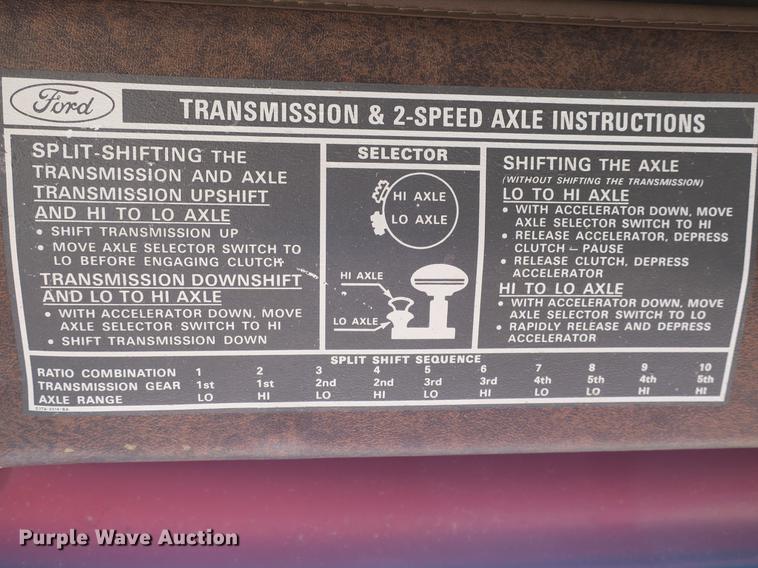 Ford
TRANSMISSION & 2-SPEED AXLE INSTRUCTIONS
SPLIT-SHIFTING THE
TRANSMISSION AND AXLE
TRANSMISSION UPSHIFT
AND HI TO LO AXLE
• SHIFT TRANSMISSION UP
• MOVE AXLE SELECTOR SWITCH TO
LO BEFORE ENGAGING CLUTCH
TRANSMISSION DOWNSHIFT
AND LO TO HI AXLE
• WITH ACCELERATOR DOWN, MOVE
AXLE SELECTOR SWITCH TO HI
• SHIFT TRANSMISSION DOWN
SELECTOR
HI AXLE
LO AXLE
HI AXLE
LO AXLE
SHIFTING THE AXLE
(WITHOUT SHIFTING THE TRANSMISSION)
LO TO HI AXLE
• WITH ACCELERATOR DOWN, MOVE
AXLE SELECTOR SWITCH TO HI
• RELEASE ACCELERATOR, DEPRESS
CLUTCH – PAUSE
• RELEASE CLUTCH, DEPRESS
ACCELERATOR
HI TO LO AXLE
• WITH ACCELERATOR DOWN, MOVE
AXLE SELECTOR SWITCH TO LO
• RAPIDLY RELEASE AND DEPRESS
ACCELERATOR
SPLIT SHIFT SEQUENCE
RATIO COMBINATION 1 2 3 4 5 6 7 8 9 10
TRANSMISSION GEAR 1st 1st 2nd 2nd 3rd 3rd 4th 5th 4th 5th
AXLE RANGE LO HI LO HI LO HI LO LO HI HI
Purple Wave Auction